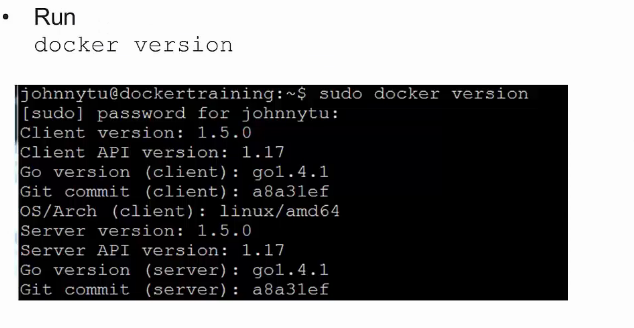 • Run
docker version
johnnytu@dockertraining:~$ sudo docker version
[sudo] password for johnnytu:
Client version: 1.5.0
Client API version: 1.17
Go version (client): go1.4.1
Git commit (client): a8a31ef
OS/Arch (client): linux/amd64
Server version: 1.5.0
Server API version: 1.17
Go version (server): go1.4.1
Git commit (server): a8a31ef